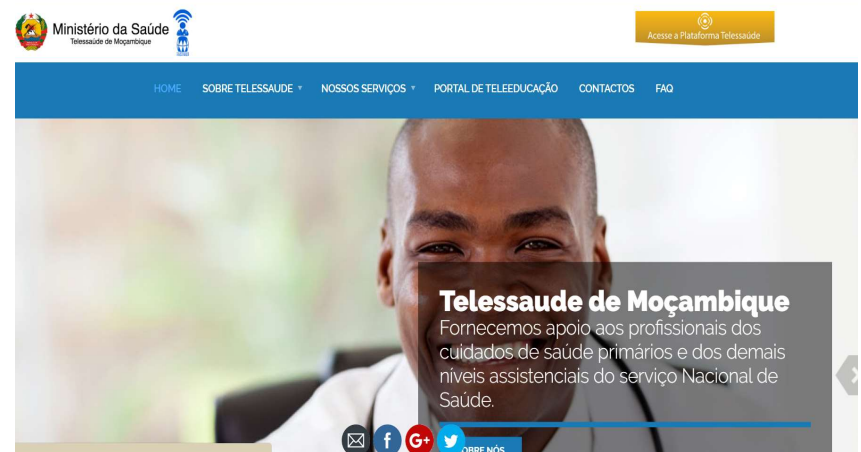 Ministério da Saúde
Telessaúde de Moçambique
Acesse a Plataforma Telessaúde
HOME SOBRE TELESSAUDE NOSSOS SERVIÇOS PORTAL DE TELEEDUCAÇÃO CONTACTOS FAQ
Telessaude de Moçambique
Fornecemos apoio aos profissionais dos
cuidados de saúde primários e dos demais
níveis assistenciais do serviço Nacional de
Saúde.
f G+
OBRE NÓS